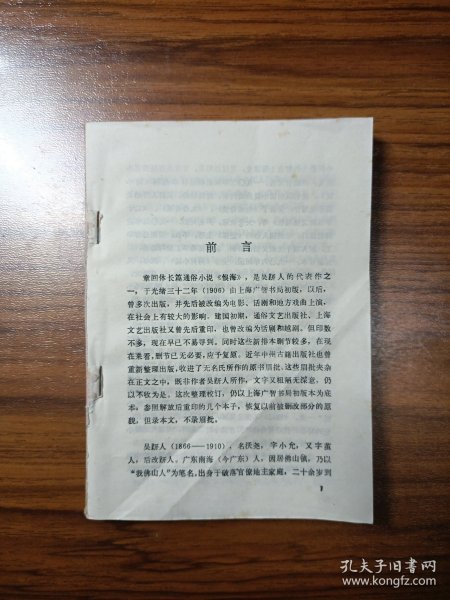 前言
章回体长篇通俗小说《恨海》，是吴趼人的代表作之
一，于光绪三十二年（1906）由上海广智书局初版，以后，
曾多次出版，并先后被改编为电影、话剧和地方戏曲上演，
在社会上有较大的影响。建国初期，通俗文艺出版社、上海
文艺出版社又曾先后重印，也曾改编为话剧和越剧。但印数
不多，现在早已不易寻到。同时这些新排本删节较多，在现
在来看，删节已无必要，应予复原。近年中州古籍出版社也曾
重新整理出版，收进了无名氏所作的原书眉批，这些眉批夹杂
在正文之中，既非作者吴趼人所作，文字又粗陋无深意，仍
以不收为是。这次整理校订，仍以上海广智书局初版本为底
本，参照解放后重印的几个本子，恢复以前被删改部分的原
貌，但录本文，不录眉批。
吴趼人（1866——1910），名沃尧，字小允，又字茧
人，后改趼人。广东南海（今广东）人，因居佛山镇，乃以
“我佛山人”为笔名。出身于破落官僚地主家庭，二十余岁到
1
孔夫子旧书网
www.kongfz.com